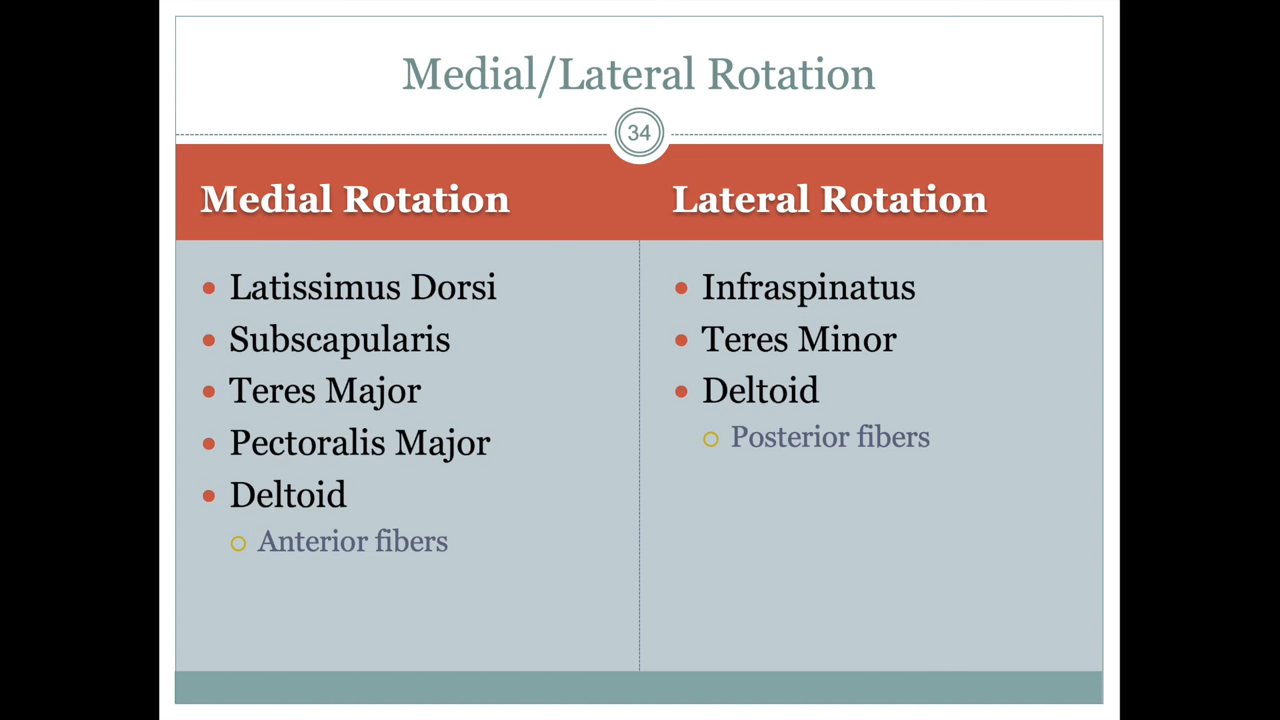 Medial/Lateral Rotation
34
Medial Rotation
Latissimus Dorsi
Subscapularis
Teres Major
Pectoralis Major
Deltoid
Anterior fibers
Lateral Rotation
Infraspinatus
Teres Minor
Deltoid
Posterior fibers